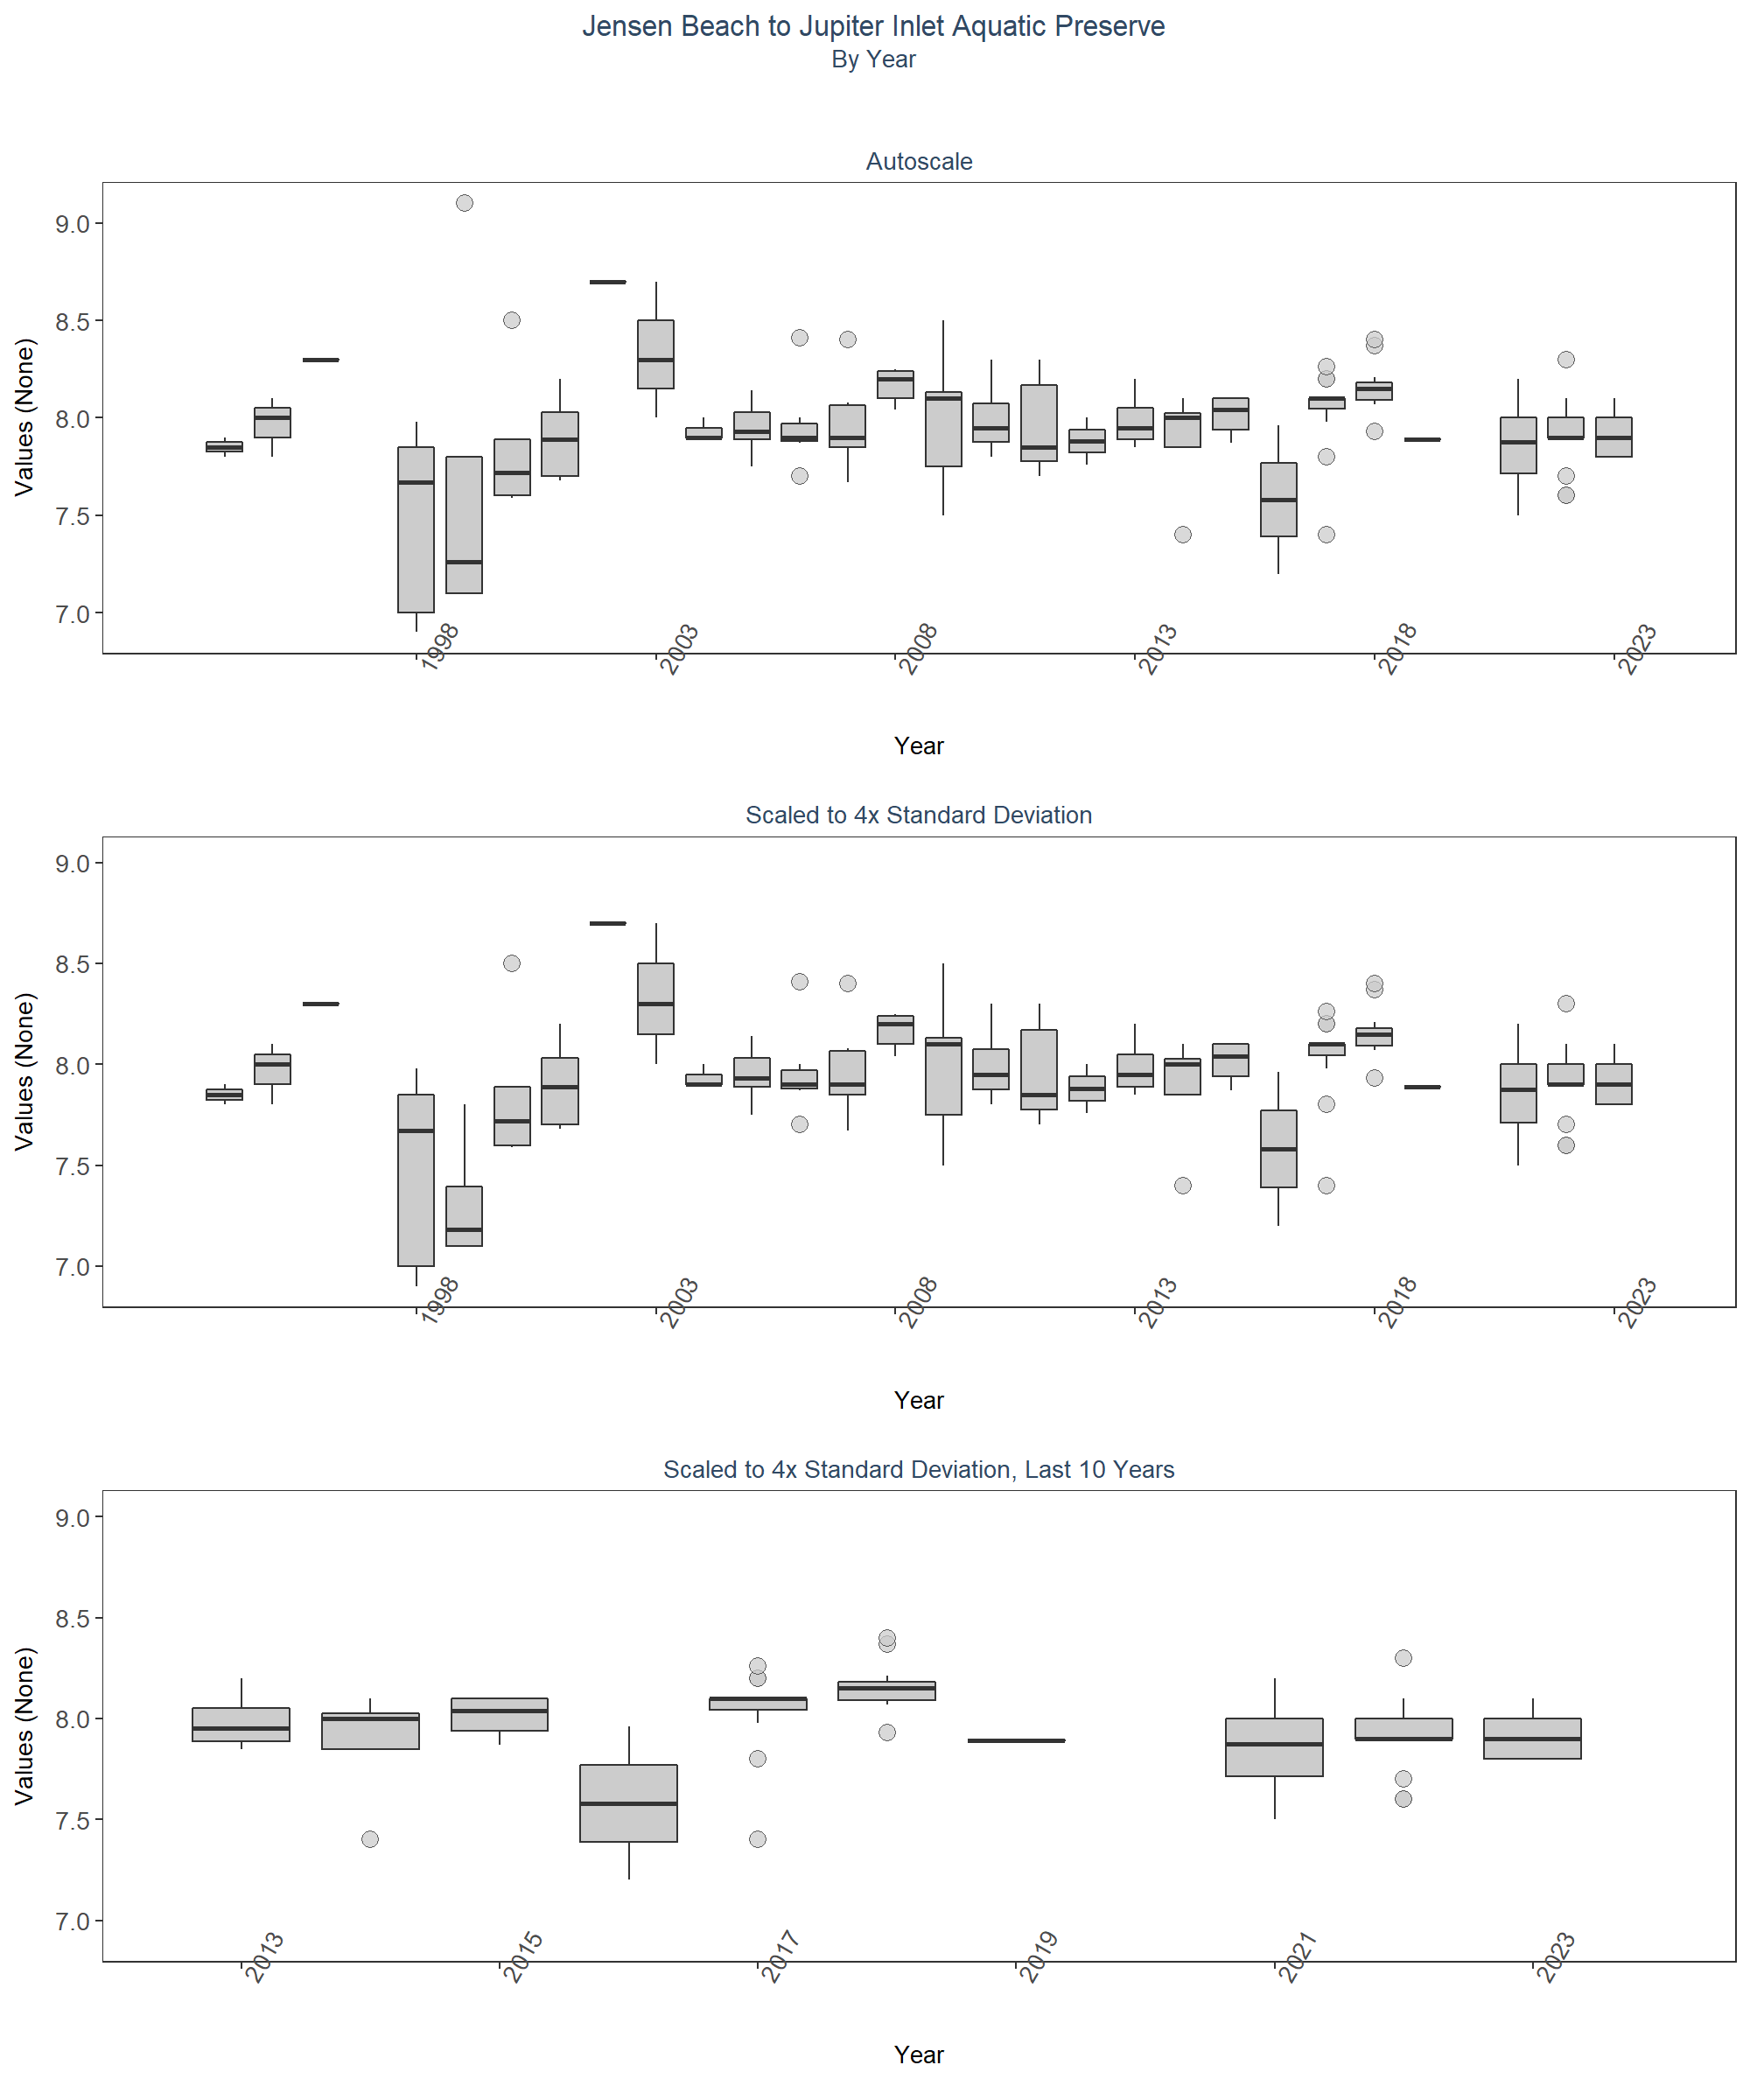 Jensen Beach to Jupiter Inlet Aquatic Preserve
By Year
Autoscale
Values (None)
9.0
8.5
8.0
7.5
7.0
1998 2003 2008 2013 2018 2023
Year
Scaled to 4x Standard Deviation
Values (None)
9.0
8.5
8.0
7.5
7.0
1998 2003 2008 2013 2018 2023
Year
Scaled to 4x Standard Deviation, Last 10 Years
Values (None)
9.0
8.5
8.0
7.5
7.0
2013 2015 2017 2019 2021 2023
Year